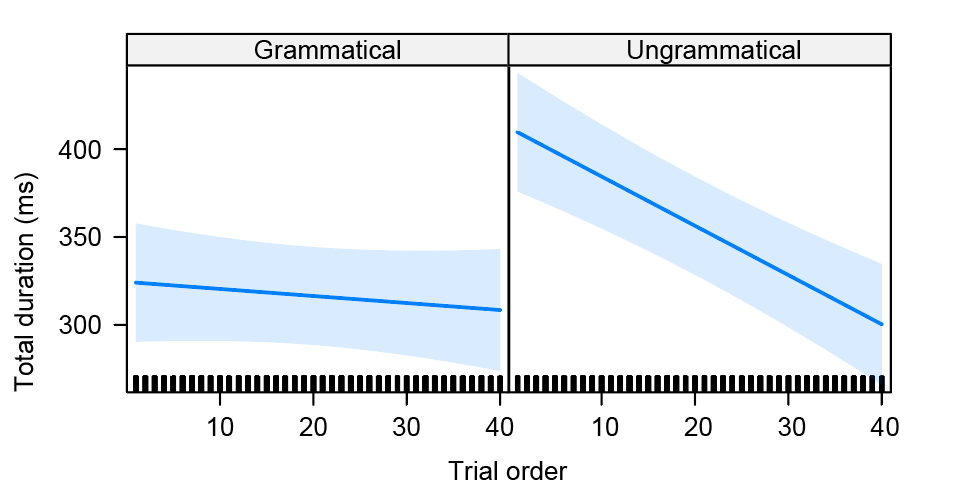 Grammatical
Ungrammatical
Total duration (ms)
400
350
300
10 20 30 40
10 20 30 40
Trial order